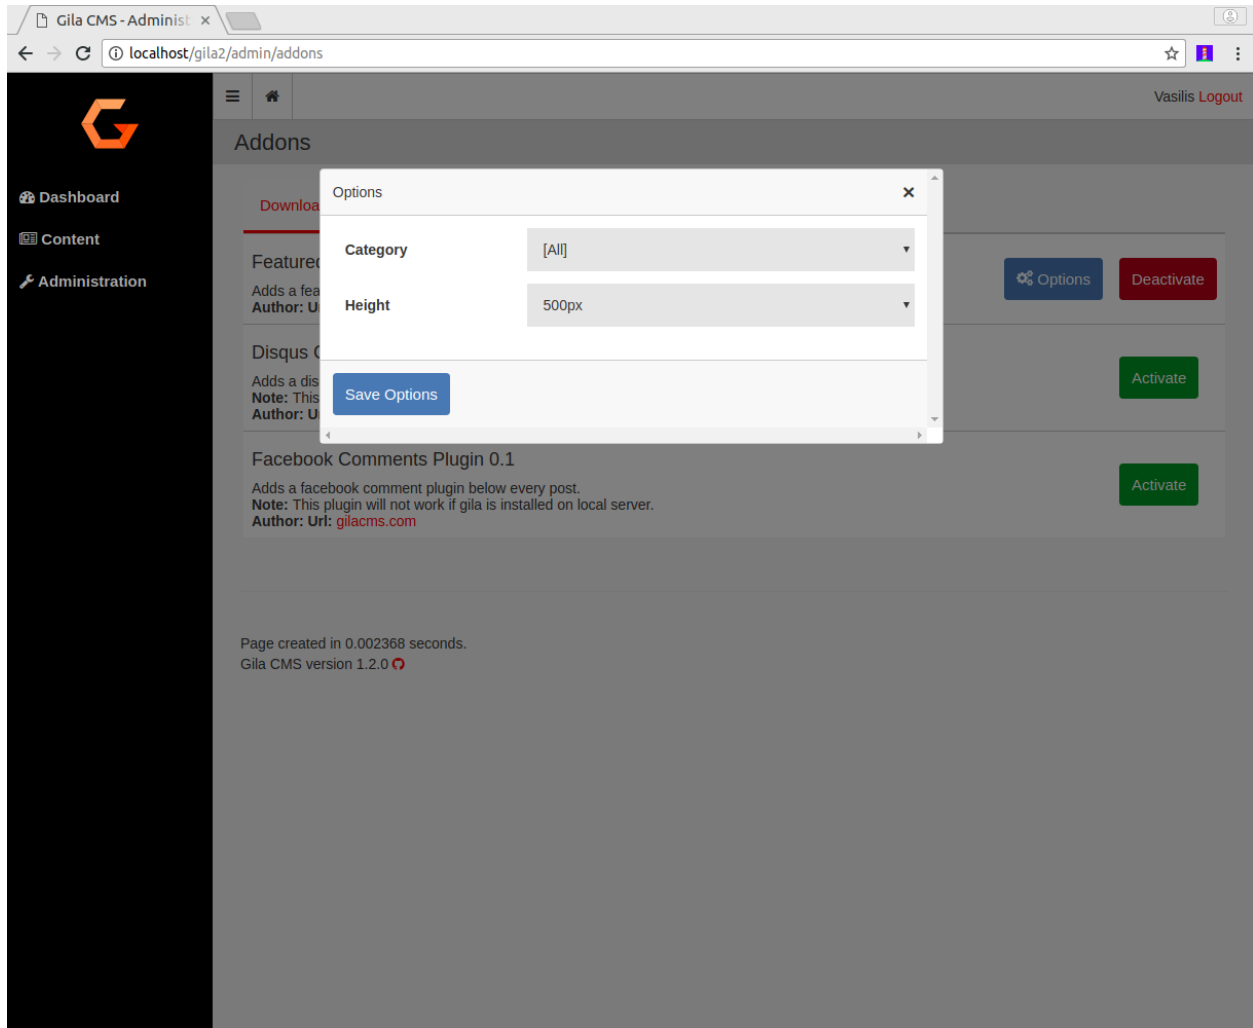 Gila CMS - Administ
localhost/gila2/admin/addons
Vasilis Logout
Addons
Dashboard
Content
Administration
Downloa
Options
Category [All]
Height 500px
Save Options
Featured
Adds a fea
Author: U
Options Deactivate
Disqus C
Adds a dis
Note: This
Author: U
Activate
Facebook Comments Plugin 0.1
Adds a facebook comment plugin below every post.
Note: This plugin will not work if gila is installed on local server.
Author: Url: gilacms.com
Activate
Page created in 0.002368 seconds.
Gila CMS version 1.2.0